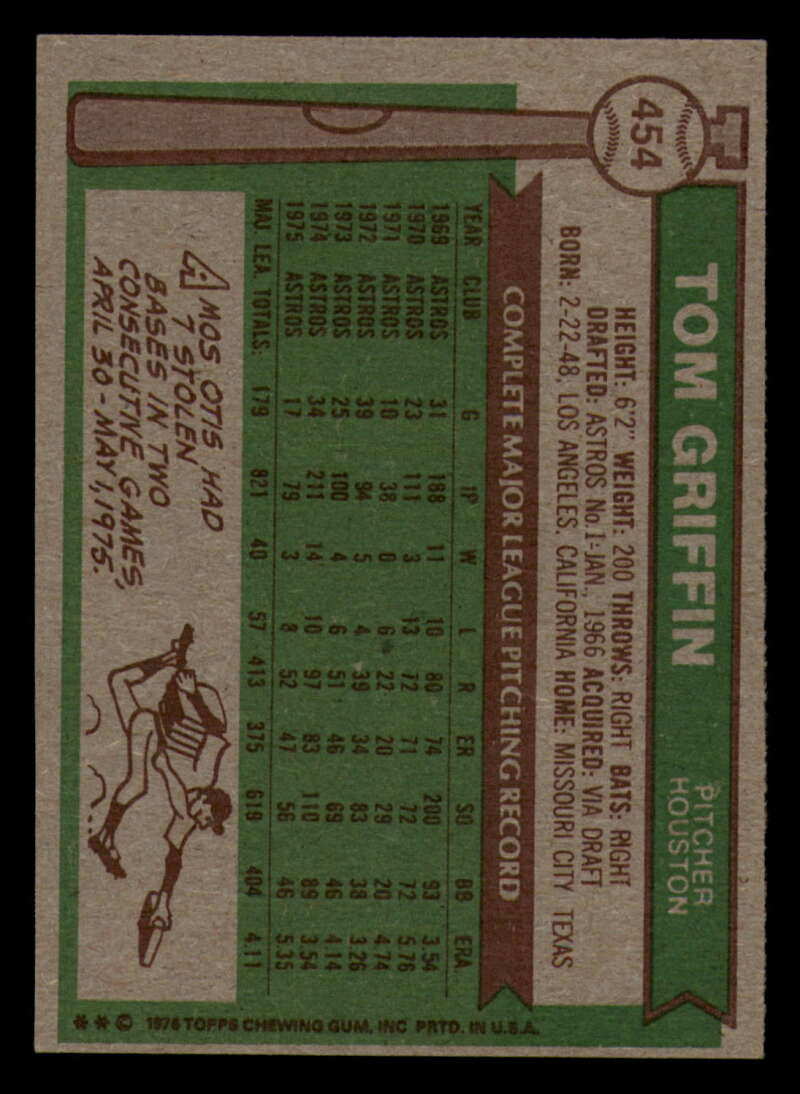 454
TOM GRIFFIN
PITCHER
HOUSTON
HEIGHT: 6'2" WEIGHT: 200 THROWS: RIGHT BATS: RIGHT
DRAFTED: ASTROS No.1-JAN., 1966 ACQUIRED: VIA DRAFT
BORN: 2-22-48, LOS ANGELES, CALIFORNIA HOME: MISSOURI CITY TEXAS
COMPLETE MAJOR LEAGUE PITCHING RECORD
YEAR CLUB G IP W L R ER SO BB ERA
1969 ASTROS 31 188 11 10 80 74 200 93 3.54
1970 ASTROS 23 111 3 13 72 71 72 72 5.76
1971 ASTROS 10 38 0 6 22 20 29 20 4.74
1972 ASTROS 39 94 5 4 39 34 83 38 3.26
1973 ASTROS 25 100 4 6 51 46 69 46 4.14
1974 ASTROS 34 211 14 10 97 83 110 89 3.54
1975 ASTROS 17 79 3 8 52 47 56 46 5.35
MAJ. LEA. TOTALS: 179 821 40 57 413 375 619 404 4.11
AMOS OTIS HAD
7 STOLEN
BASES IN TWO
CONSECUTIVE GAMES,
APRIL 30-MAY 1, 1975.
**© 1976 TOPPS CHEWING GUM, INC PRTD. IN U.S.A.